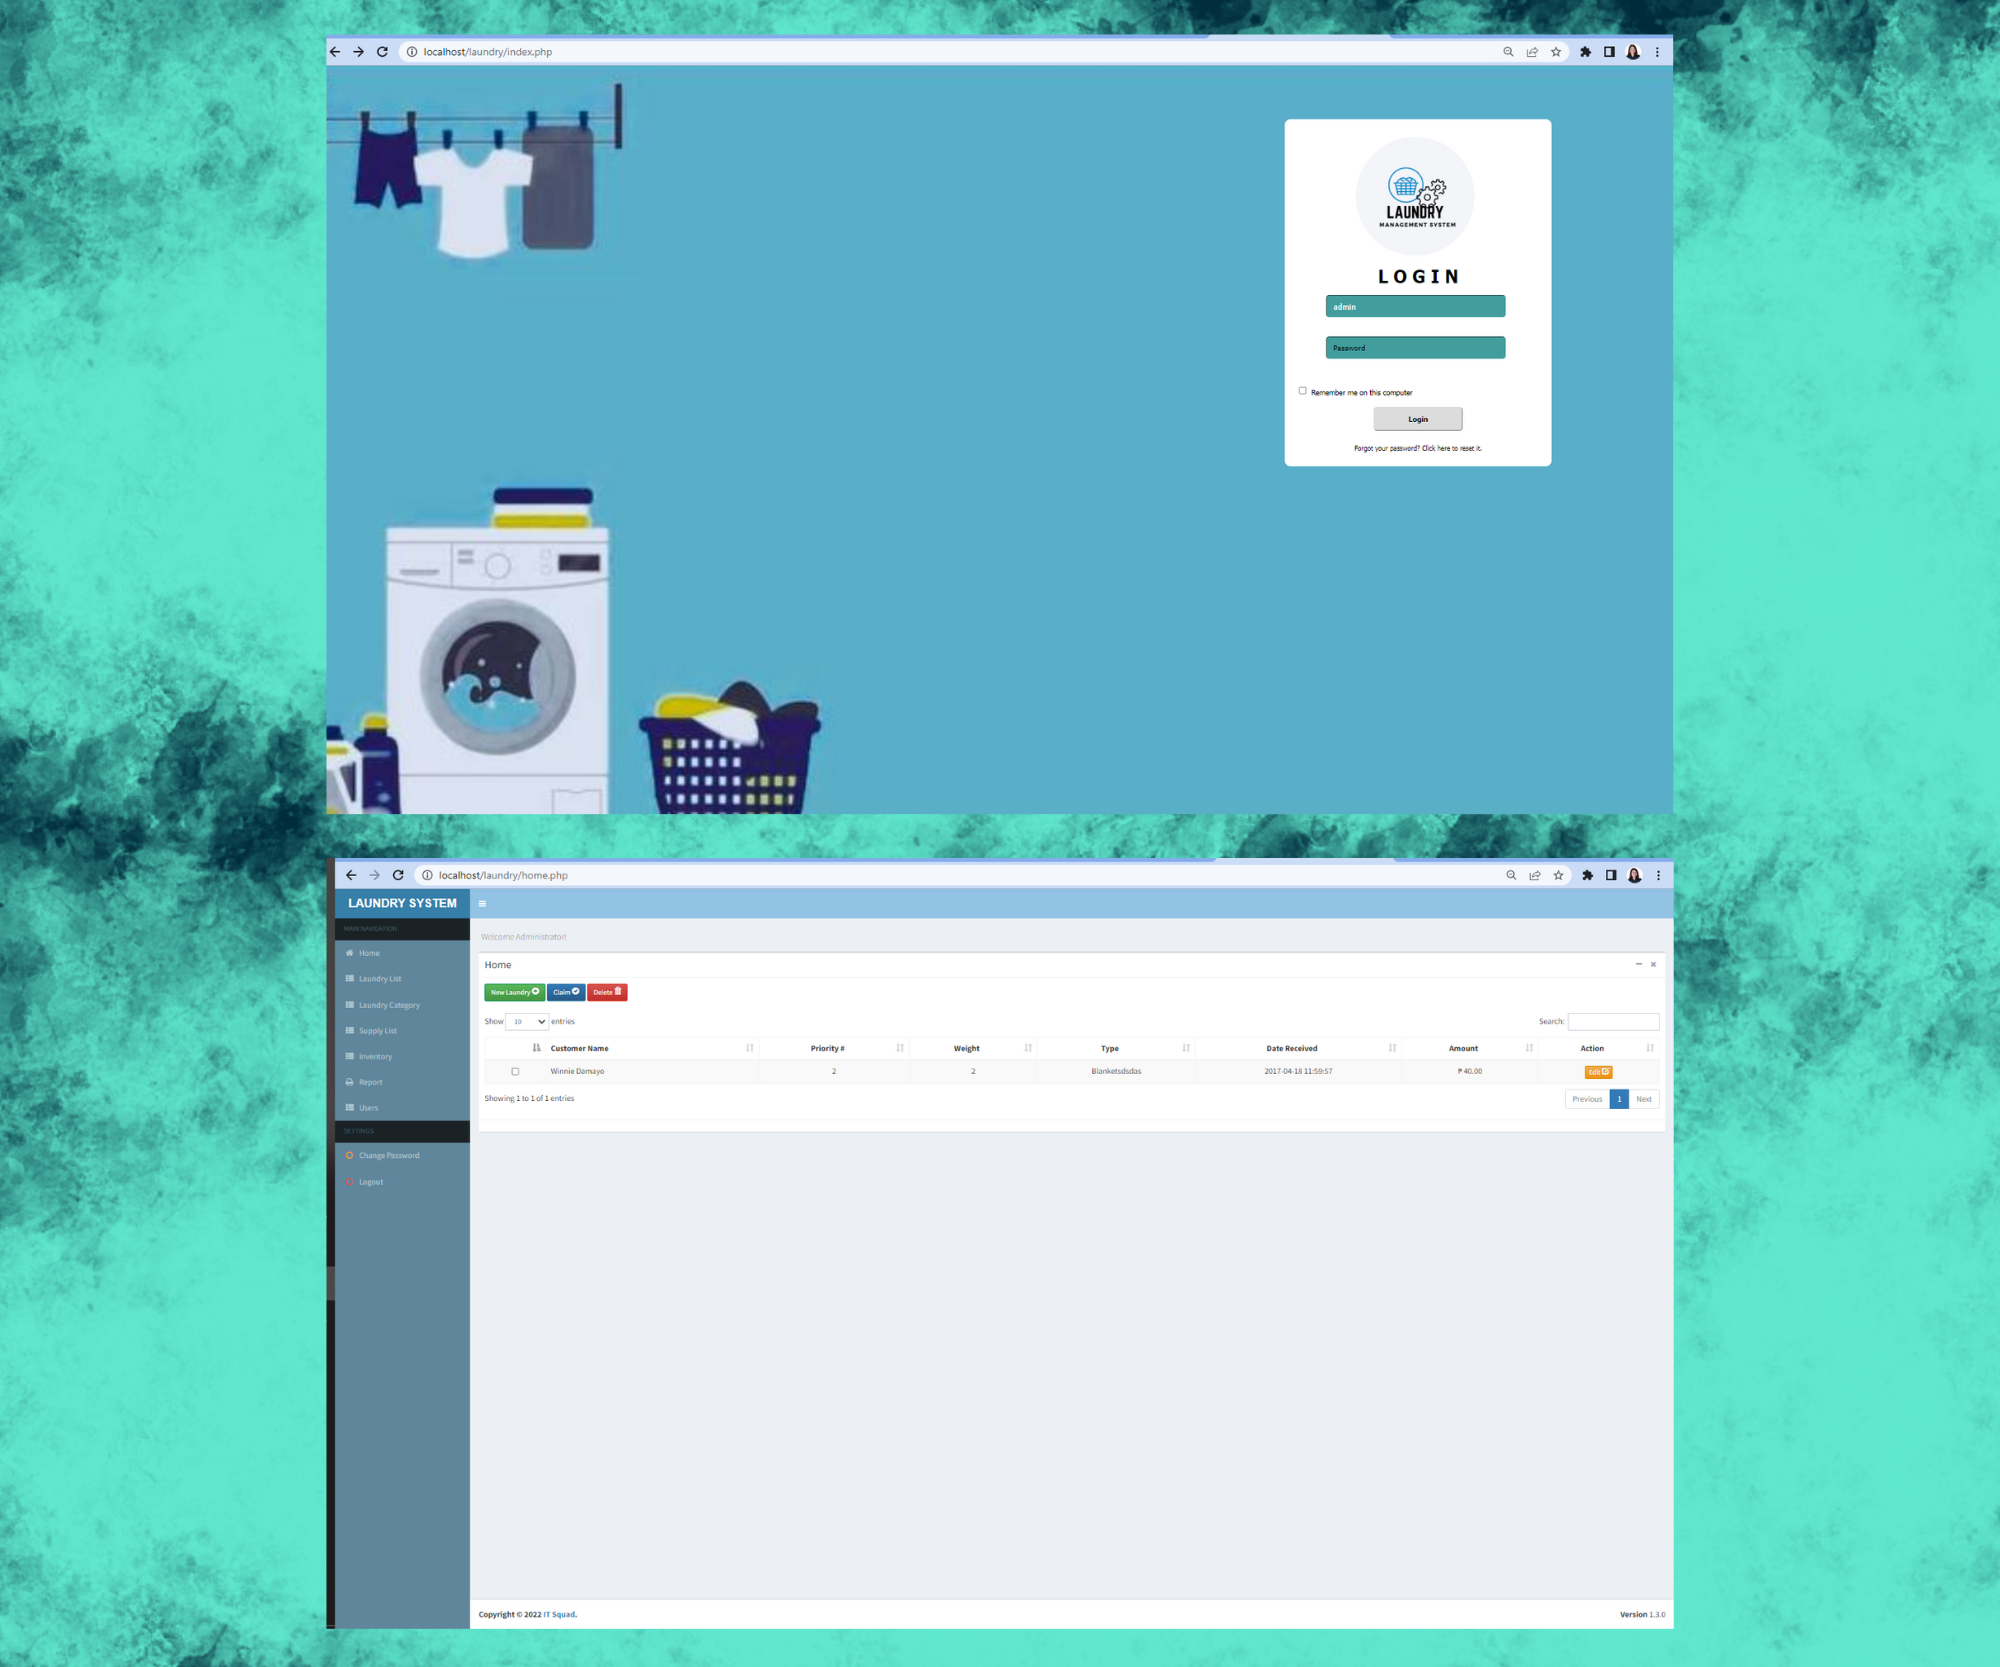 localhost/laundry/index.php
LAUNDRY
MANAGEMENT SYSTEM
LOGIN
admin
Password
Remember me on this computer
Login
Forgot your password? Click here to reset it.
localhost/laundry/home.php
LAUNDRY SYSTEM
MAIN NAVIGATION
Home
Laundry List
Laundry Category
Supply List
Inventory
Report
Users
SETTINGS
Change Password
Logout
Welcome Administrator!
Home
New Laundry Claim Delete
Show 10 entries Search:
Customer Name Priority # Weight Type Date Received Amount Action
Winnie Damayo 2 2 Blanketsdsdas 2017-04-18 11:59:57 ₱ 40.00 Edit
Showing 1 to 1 of 1 entries Previous 1 Next
Copyright © 2022 IT Squad. Version 1.3.0